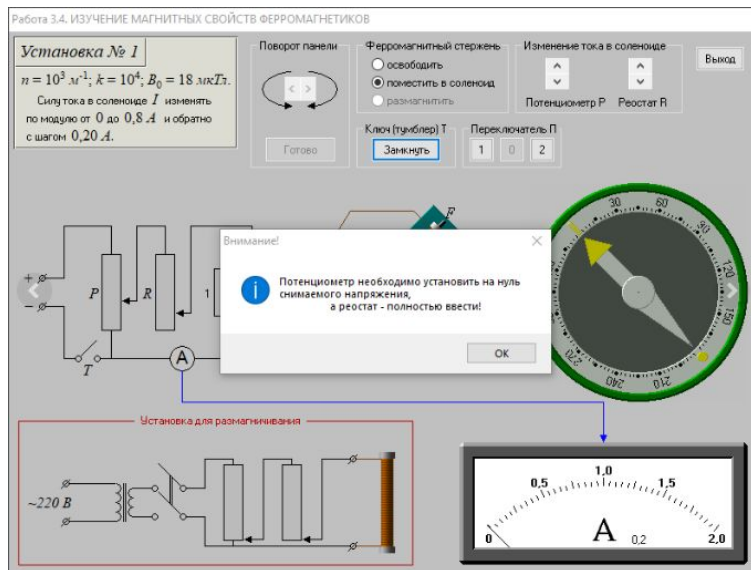 Работа 3.4. ИЗУЧЕНИЕ МАГНИТНЫХ СВОЙСТВ ФЕРРОМАГНЕТИКОВ
Установка № 1
n = 10³ м⁻¹; k = 10⁴; B₀ = 18 мкТл.
Силу тока в соленоиде I изменять
по модулю от 0 до 0,8 А и обратно
с шагом 0,20 А.
Поворот панели
< >
Готово
Ферромагнитный стержень
освободить
поместить в соленоид
размагнитить
Изменение тока в соленоиде
Потенциометр Р Реостат R
Выход
Ключ (тумблер) Т
Замкнуть
Переключатель П
1 0 2
Внимание!
Потенциометр необходимо установить на нуль
снимаемого напряжения,
а реостат - полностью ввести!
OK
+
−
P
R
1
T
A
F
30
60
120
150
210
240
270
Установка для размагничивания
~220 В
0
0,5
1,0
1,5
2,0
A
0,2